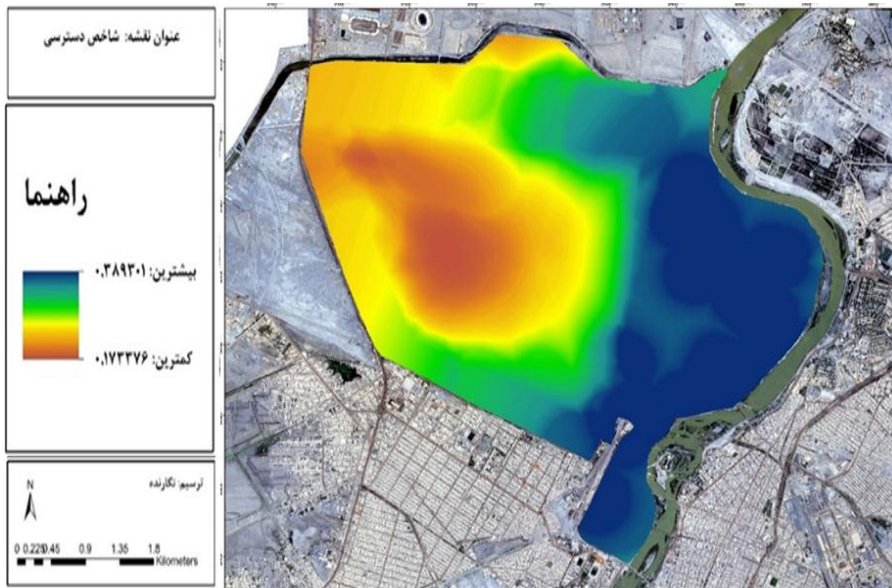 عنوان نقشه: شاخص دسترسی
راهنما
بیشترین: ۰.۳۸۹۳۰۱
کمترین: ۰.۱۷۳۳۷۶
ترسیم: نگارنده
N
0 0.225 0.45 0.9 1.35 1.8
Kilometers